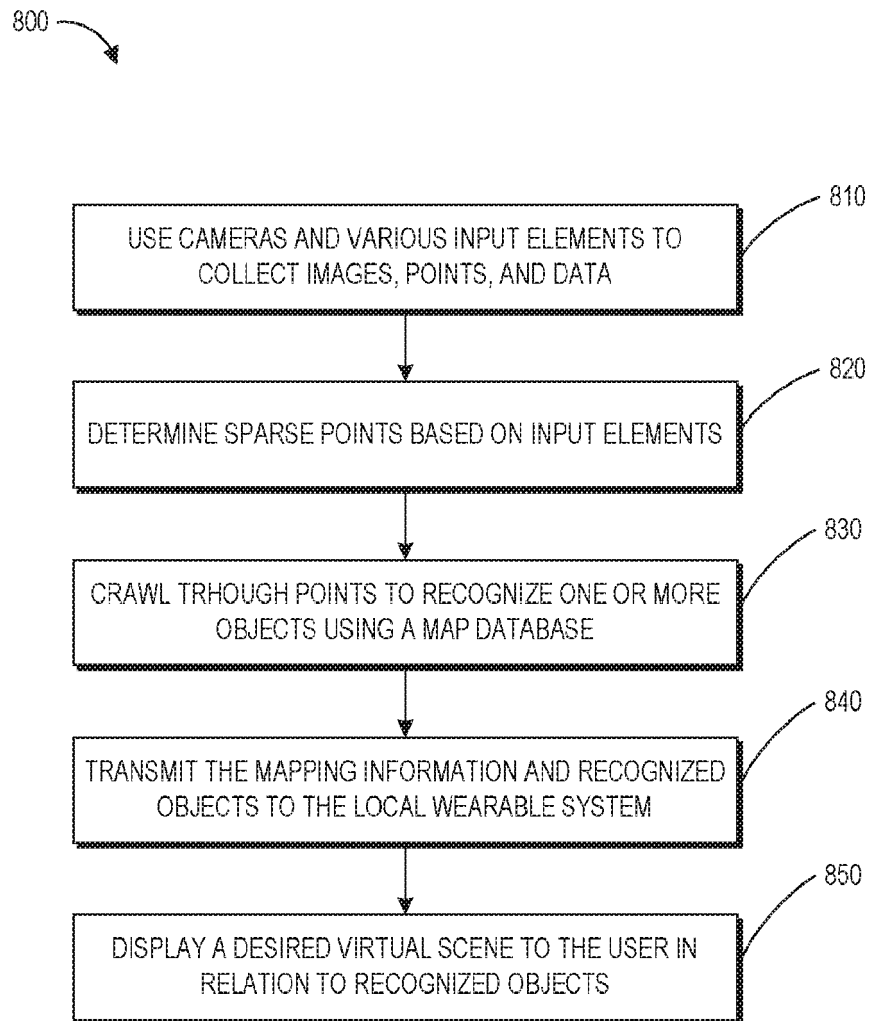 800
810
USE CAMERAS AND VARIOUS INPUT ELEMENTS TO
COLLECT IMAGES, POINTS, AND DATA
820
DETERMINE SPARSE POINTS BASED ON INPUT ELEMENTS
830
CRAWL TRHOUGH POINTS TO RECOGNIZE ONE OR MORE
OBJECTS USING A MAP DATABASE
840
TRANSMIT THE MAPPING INFORMATION AND RECOGNIZED
OBJECTS TO THE LOCAL WEARABLE SYSTEM
850
DISPLAY A DESIRED VIRTUAL SCENE TO THE USER IN
RELATION TO RECOGNIZED OBJECTS